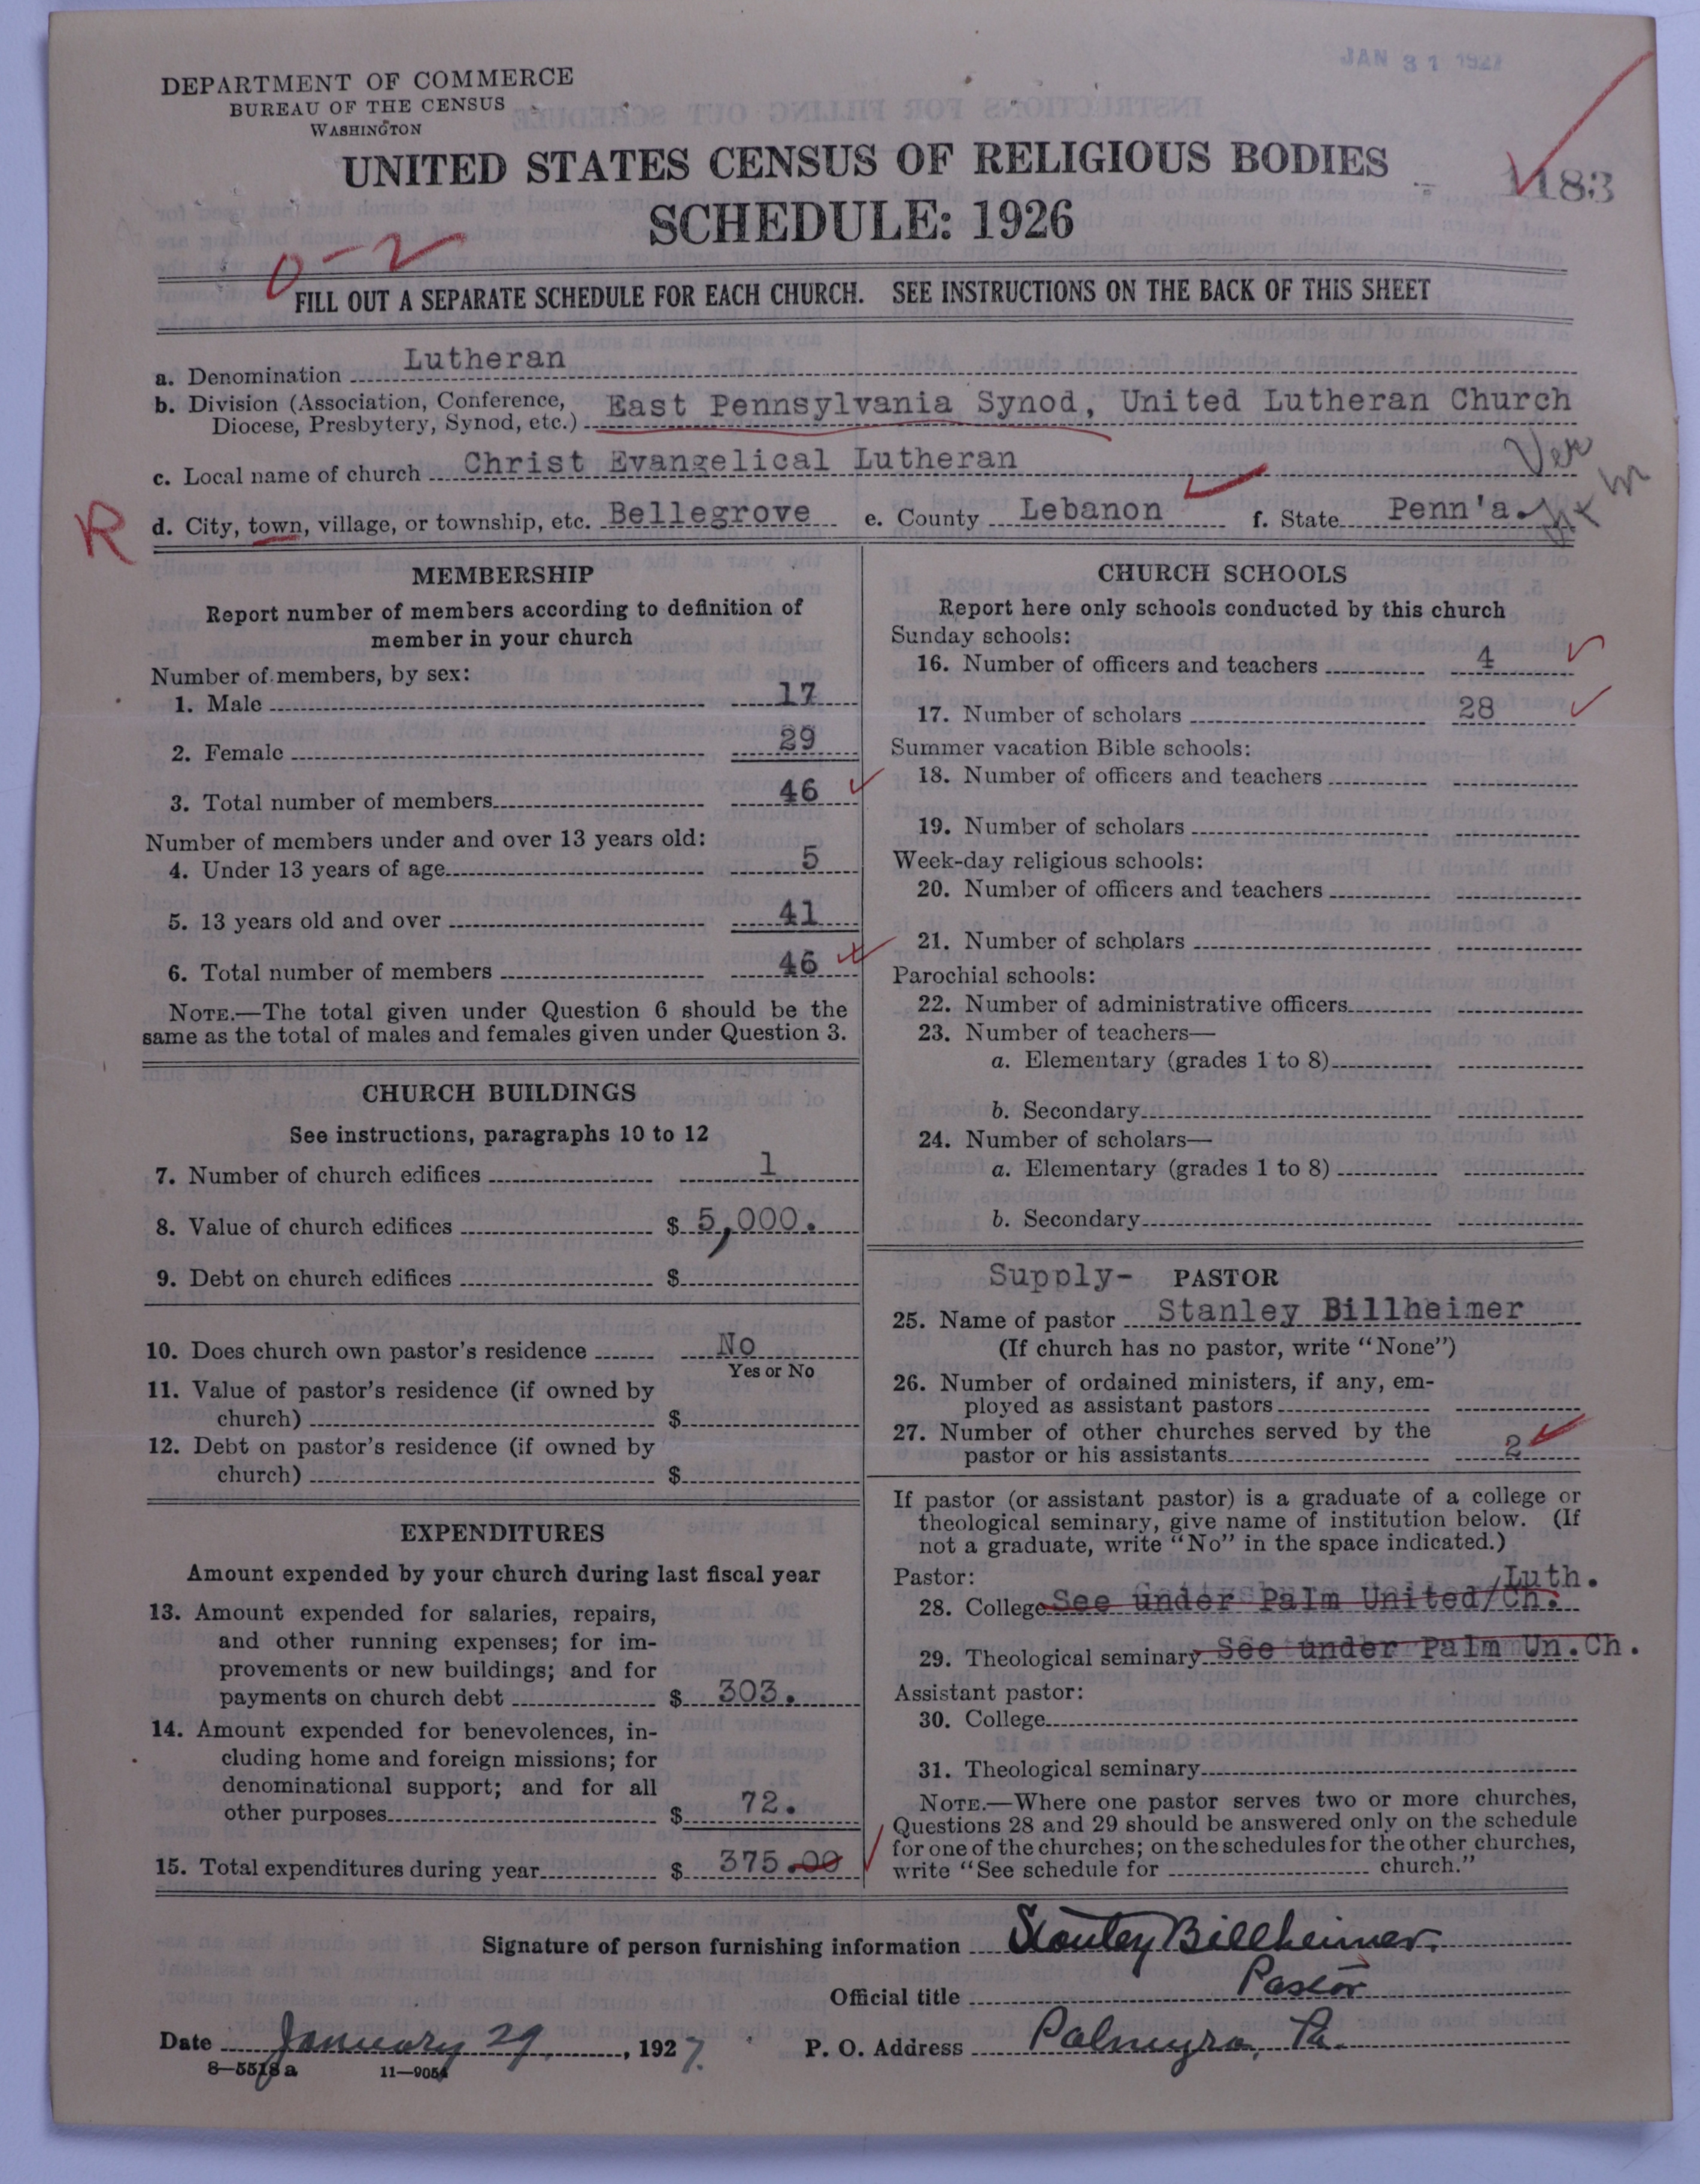 JAN 31 1927
DEPARTMENT OF COMMERCE
BUREAU OF THE CENSUS
WASHINGTON
UNITED STATES CENSUS OF RELIGIOUS BODIES
1183
SCHEDULE: 1926
0-2
FILL OUT A SEPARATE SCHEDULE FOR EACH CHURCH. SEE INSTRUCTIONS ON THE BACK OF THIS SHEET
a. Denomination Lutheran
b. Division (Association, Conference, Diocese, Presbytery, Synod, etc.) East Pennsylvania Synod, United Lutheran Church
c. Local name of church Christ Evangelical Lutheran
R
d. City, town, village, or township, etc. Bellegrove e. County Lebanon f. State Penn'a.
MEMBERSHIP
Report number of members according to definition of
member in your church
Number of members, by sex:
1. Male 17
2. Female 29
3. Total number of members 46
Number of members under and over 13 years old:
4. Under 13 years of age 5
5. 13 years old and over 41
6. Total number of members 46
NOTE.—The total given under Question 6 should be the
same as the total of males and females given under Question 3.
CHURCH BUILDINGS
See instructions, paragraphs 10 to 12
7. Number of church edifices 1
8. Value of church edifices $ 5,000.
9. Debt on church edifices $
10. Does church own pastor's residence No
Yes or No
11. Value of pastor's residence (if owned by
church) $
12. Debt on pastor's residence (if owned by
church) $
EXPENDITURES
Amount expended by your church during last fiscal year
13. Amount expended for salaries, repairs,
and other running expenses; for im-
provements or new buildings; and for
payments on church debt $ 303.
14. Amount expended for benevolences, in-
cluding home and foreign missions; for
denominational support; and for all
other purposes $ 72.
15. Total expenditures during year $ 375.00
CHURCH SCHOOLS
Report here only schools conducted by this church
Sunday schools:
16. Number of officers and teachers 4
17. Number of scholars 28
Summer vacation Bible schools:
18. Number of officers and teachers
19. Number of scholars
Week-day religious schools:
20. Number of officers and teachers
21. Number of scholars
Parochial schools:
22. Number of administrative officers
23. Number of teachers—
a. Elementary (grades 1 to 8)
b. Secondary
24. Number of scholars—
a. Elementary (grades 1 to 8)
b. Secondary
Supply- PASTOR
25. Name of pastor Stanley Billheimer
(If church has no pastor, write "None")
26. Number of ordained ministers, if any, em-
ployed as assistant pastors
27. Number of other churches served by the
pastor or his assistants 2
If pastor (or assistant pastor) is a graduate of a college or
theological seminary, give name of institution below. (If
not a graduate, write "No" in the space indicated.)
Pastor: Luth.
28. College See under Palm United/Ch.
29. Theological seminary See under Palm Un.Ch.
Assistant pastor:
30. College
31. Theological seminary
NOTE.—Where one pastor serves two or more churches,
Questions 28 and 29 should be answered only on the schedule
for one of the churches; on the schedules for the other churches,
write "See schedule for church."
Signature of person furnishing information Stanley Billheimer.
Official title Pastor
Date January 29, 1927. P. O. Address Palmyra, Pa.
8—5518a 11—9054